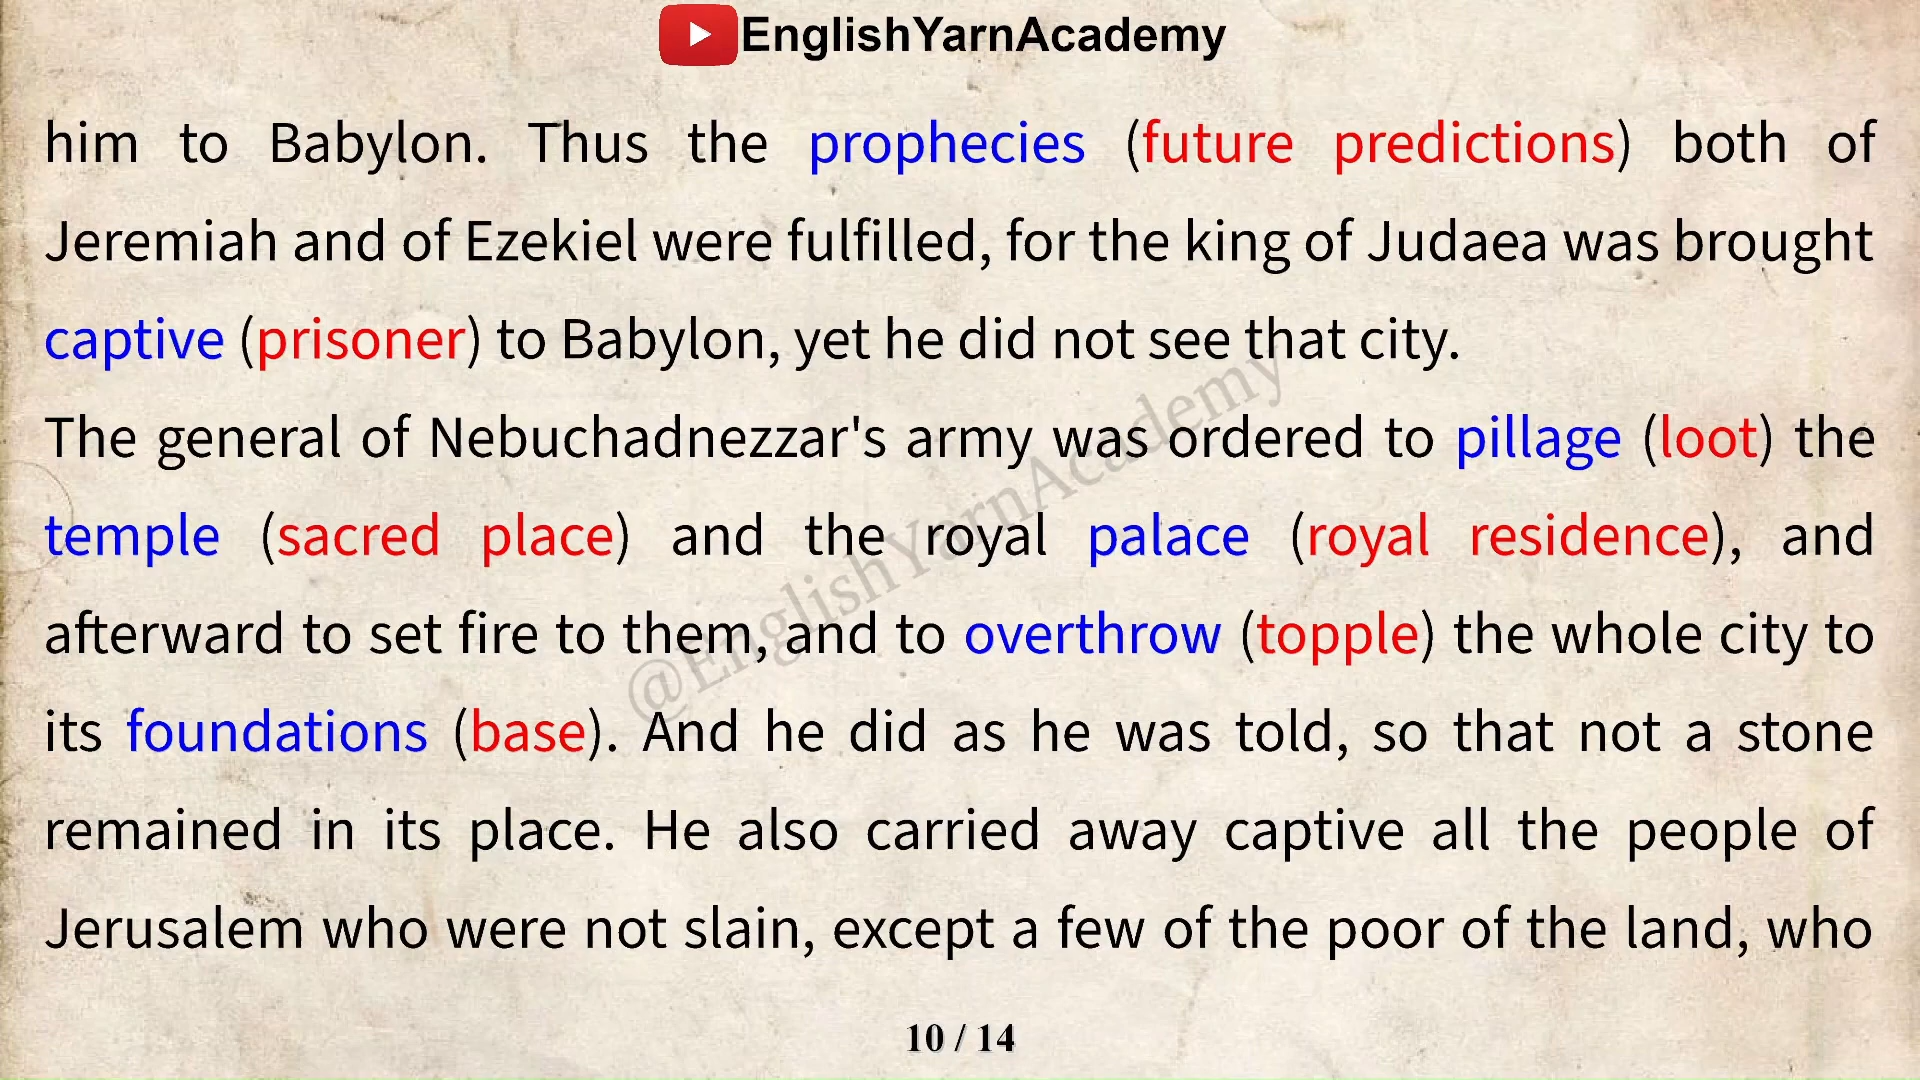 EnglishYarnAcademy
him to Babylon. Thus the prophecies (future predictions) both of
Jeremiah and of Ezekiel were fulfilled, for the king of Judaea was brought
captive (prisoner) to Babylon, yet he did not see that city.
The general of Nebuchadnezzar's army was ordered to pillage (loot) the
temple (sacred place) and the royal palace (royal residence), and
afterward to set fire to them, and to overthrow (topple) the whole city to
its foundations (base). And he did as he was told, so that not a stone
remained in its place. He also carried away captive all the people of
Jerusalem who were not slain, except a few of the poor of the land, who
@EnglishYarnAcademy
10 / 14